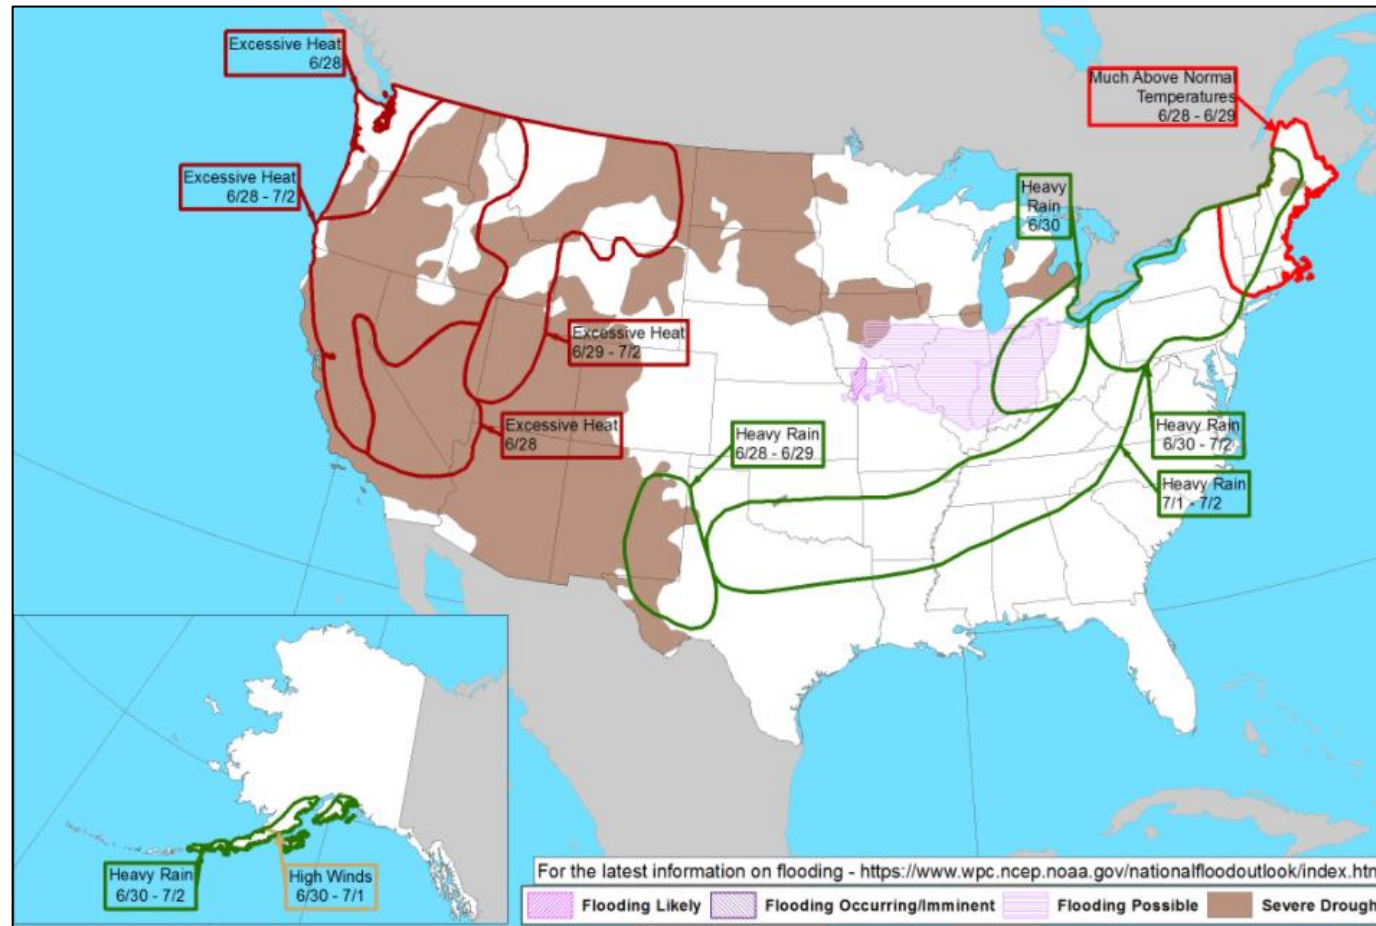 Excessive Heat
6/28
Much Above Normal
Temperatures
6/28 - 6/29
Excessive Heat
6/28 - 7/2
Heavy
Rain
6/30
Excessive Heat
6/29 - 7/2
Excessive Heat
6/28
Heavy Rain
6/28 - 6/29
Heavy Rain
6/30 - 7/2
Heavy Rain
7/1 - 7/2
Heavy Rain
6/30 - 7/2
High Winds
6/30 - 7/1
For the latest information on flooding - https://www.wpc.ncep.noaa.gov/nationalfloodoutlook/index.htm
Flooding Likely
Flooding Occurring/Imminent
Flooding Possible
Severe Drough